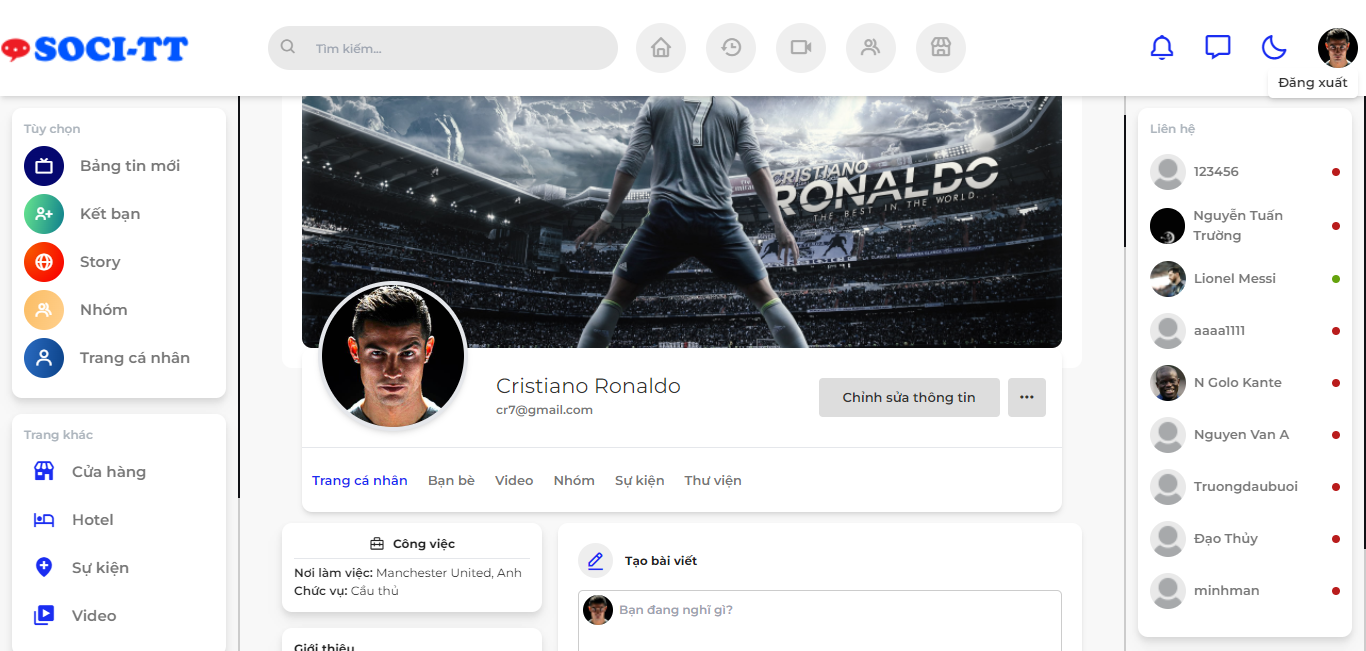 SOCI-TT
Tìm kiếm...
Đăng xuất
Tùy chọn
Bảng tin mới
Kết bạn
Story
Nhóm
Trang cá nhân
Trang khác
Cửa hàng
Hotel
Sự kiện
Video
7
CRISTIANO
RONALDO
THE BEST IN THE WORLD.
Cristiano Ronaldo
cr7@gmail.com
Chỉnh sửa thông tin
Trang cá nhân Bạn bè Video Nhóm Sự kiện Thư viện
Công việc
Nơi làm việc: Manchester United, Anh
Chức vụ: Cầu thủ
Giới thiệu
Tạo bài viết
Bạn đang nghĩ gì?
Liên hệ
123456
Nguyễn Tuấn
Trường
Lionel Messi
aaaa1111
N Golo Kante
Nguyen Van A
Truongdaubuoi
Đạo Thủy
minhman